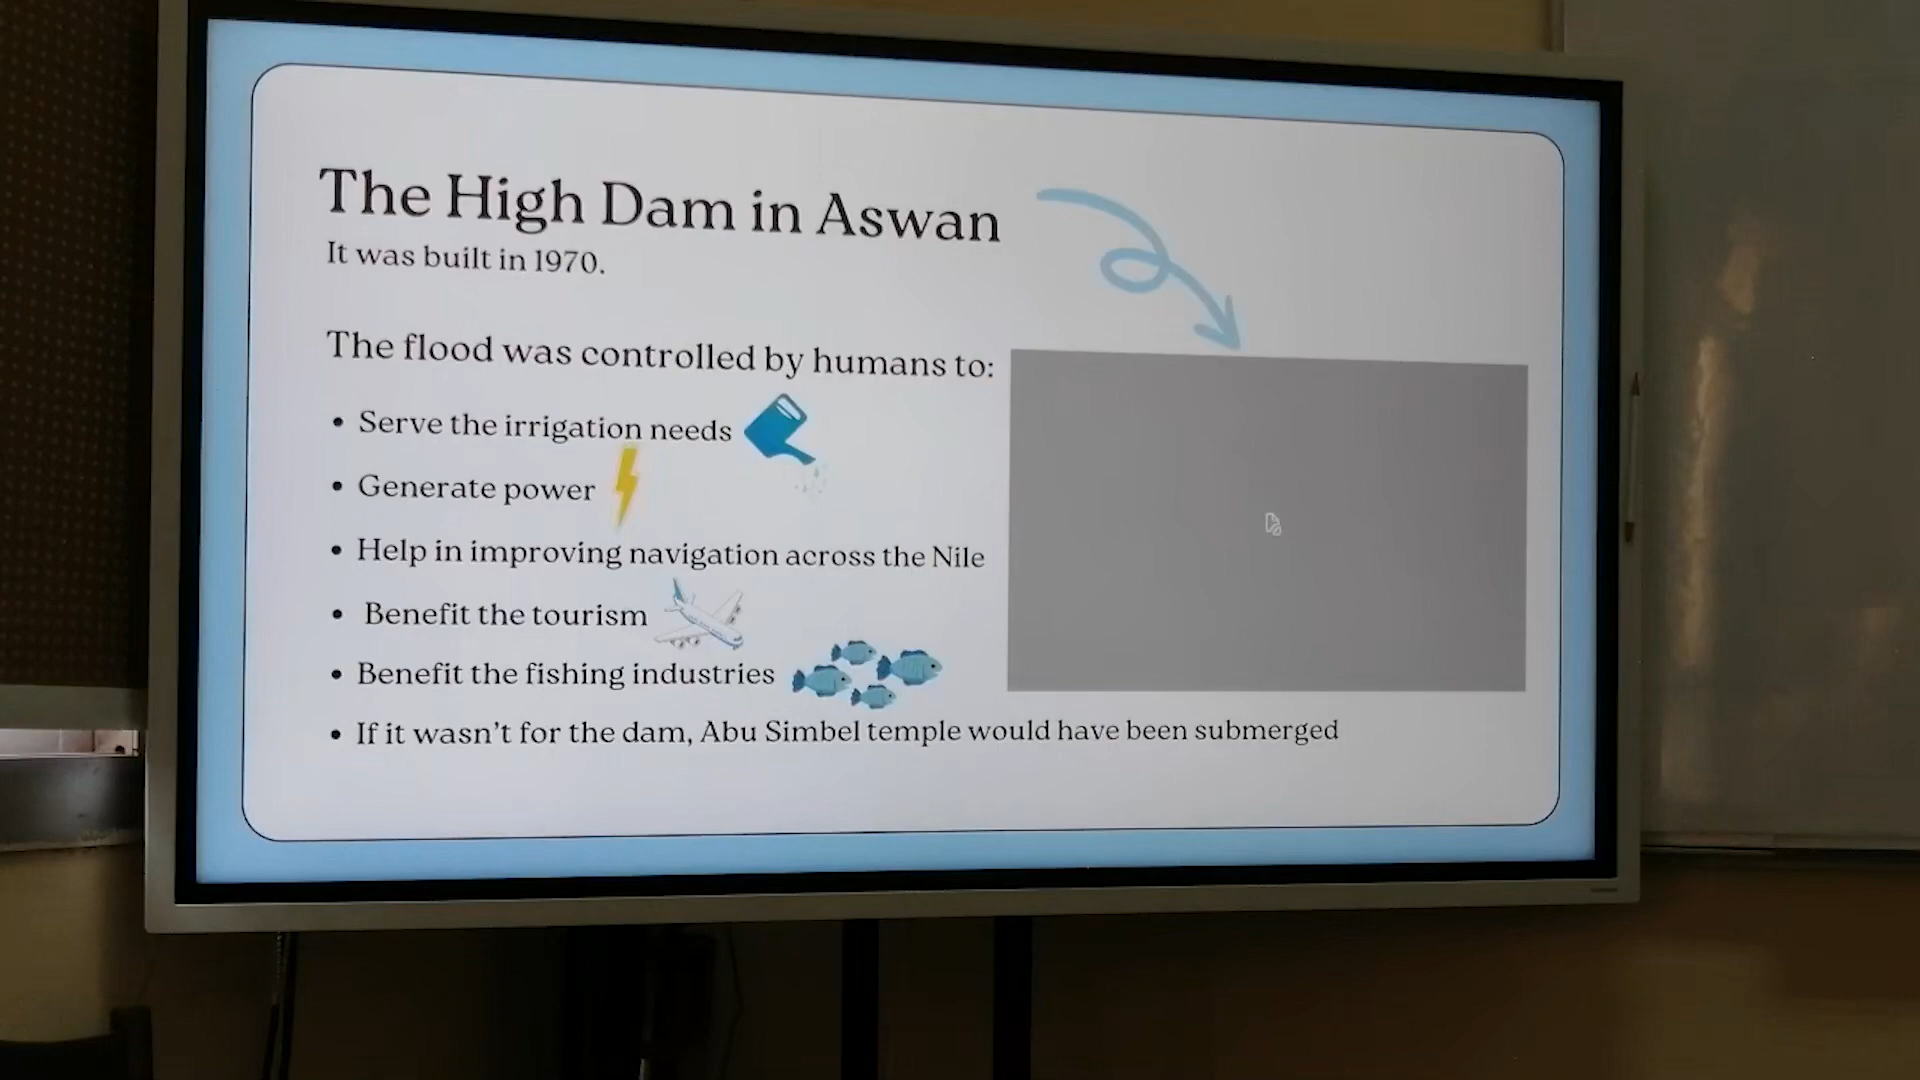 The High Dam in Aswan
It was built in 1970.
The flood was controlled by humans to:
• Serve the irrigation needs
• Generate power
• Help in improving navigation across the Nile
• Benefit the tourism
• Benefit the fishing industries
• If it wasn't for the dam, Abu Simbel temple would have been submerged